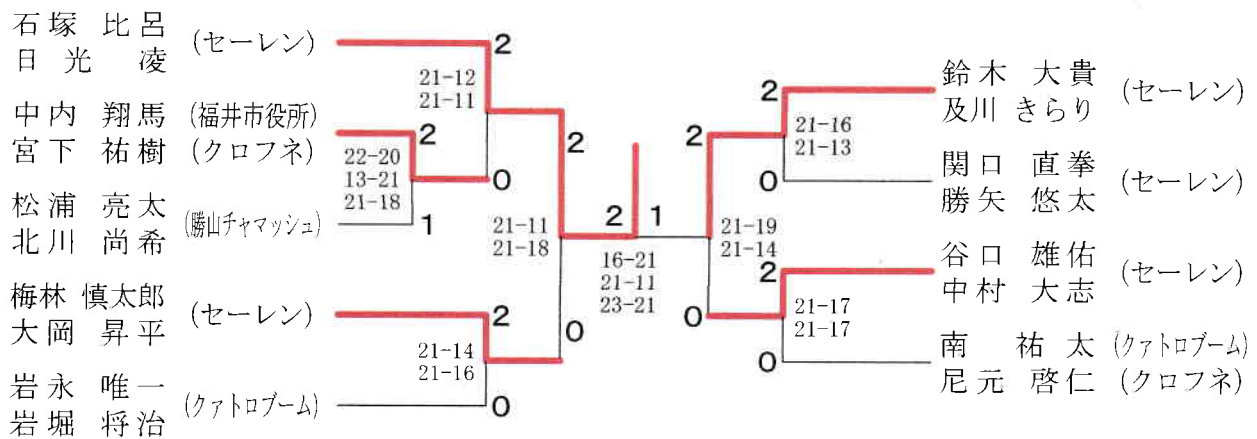 石塚 比呂
日光 凌
(セーレン)
中内 翔馬 (福井市役所)
宮下 祐樹 (クロフネ)
松浦 亮太
北川 尚希
(勝山チャマッシュ)
梅林 慎太郎
大岡 昇平
(セーレン)
岩永 唯一
岩堀 将治
(クァトロブーム)
2
21-12
21-11
0
2
22-20
13-21
21-18
1
2
21-14
21-16
0
2
21-11
21-18
0
2 1
16-21
21-11
23-21
2
21-19
21-14
0
2
21-16
21-13
0
2
21-17
21-17
0
鈴木 大貴
及川 きらり
(セーレン)
関口 直拳
勝矢 悠太
(セーレン)
谷口 雄佑
中村 大志
(セーレン)
南 祐太 (クァトロブーム)
尾元 啓仁 (クロフネ)